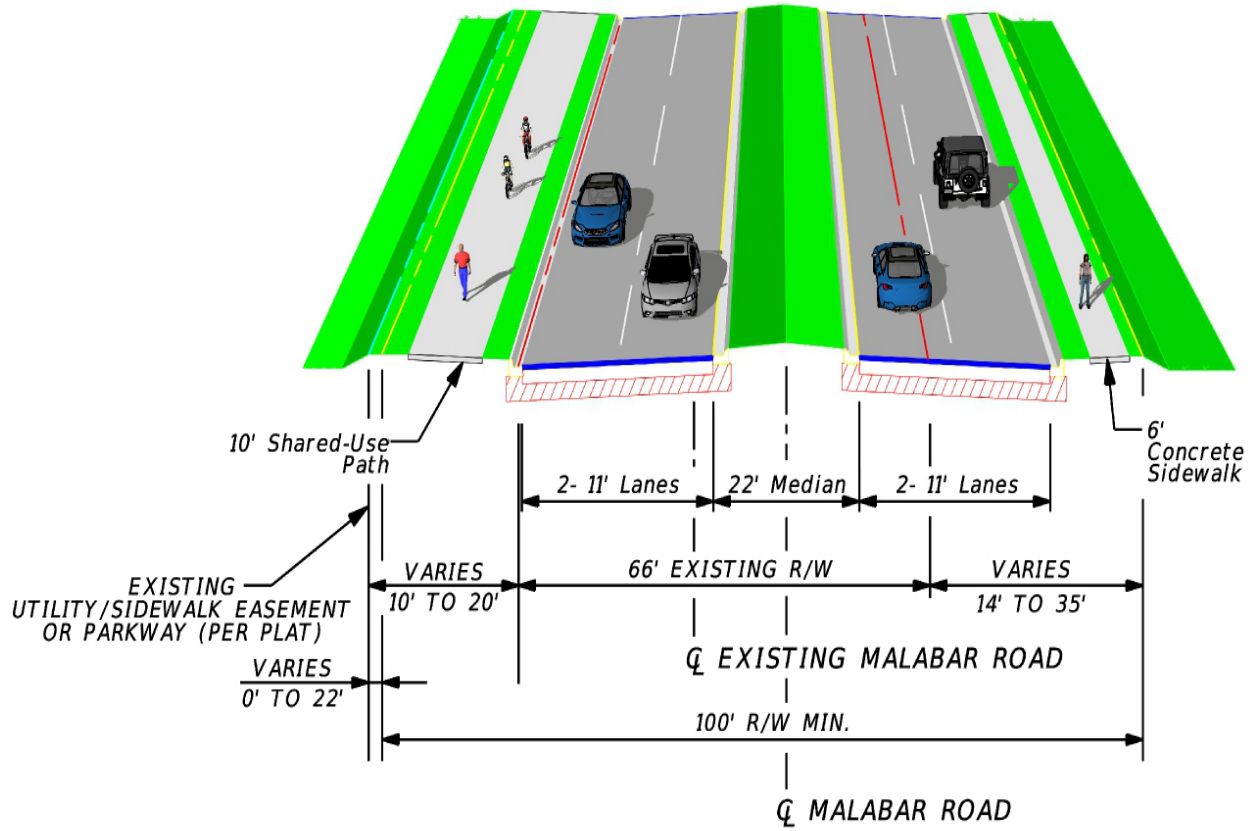 10' Shared-Use
Path
6'
Concrete
Sidewalk
2- 11' Lanes
22' Median
2- 11' Lanes
EXISTING
UTILITY/SIDEWALK EASEMENT
OR PARKWAY (PER PLAT)
VARIES
10' TO 20'
66' EXISTING R/W
VARIES
14' TO 35'
℄ EXISTING MALABAR ROAD
VARIES
0' TO 22'
100' R/W MIN.
℄ MALABAR ROAD